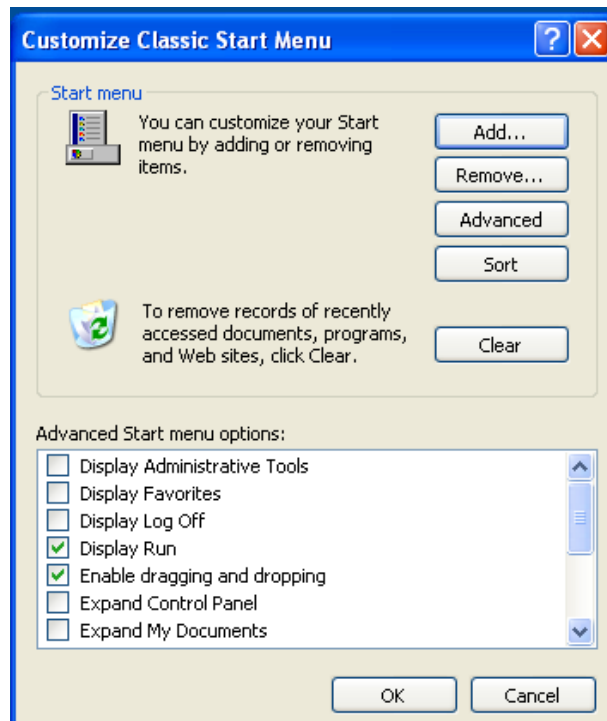 Customize Classic Start Menu
Start menu
You can customize your Start
menu by adding or removing
items.
Add...
Remove...
Advanced
Sort
To remove records of recently
accessed documents, programs,
and Web sites, click Clear.
Clear
Advanced Start menu options:
Display Administrative Tools
Display Favorites
Display Log Off
Display Run
Enable dragging and dropping
Expand Control Panel
Expand My Documents
OK
Cancel